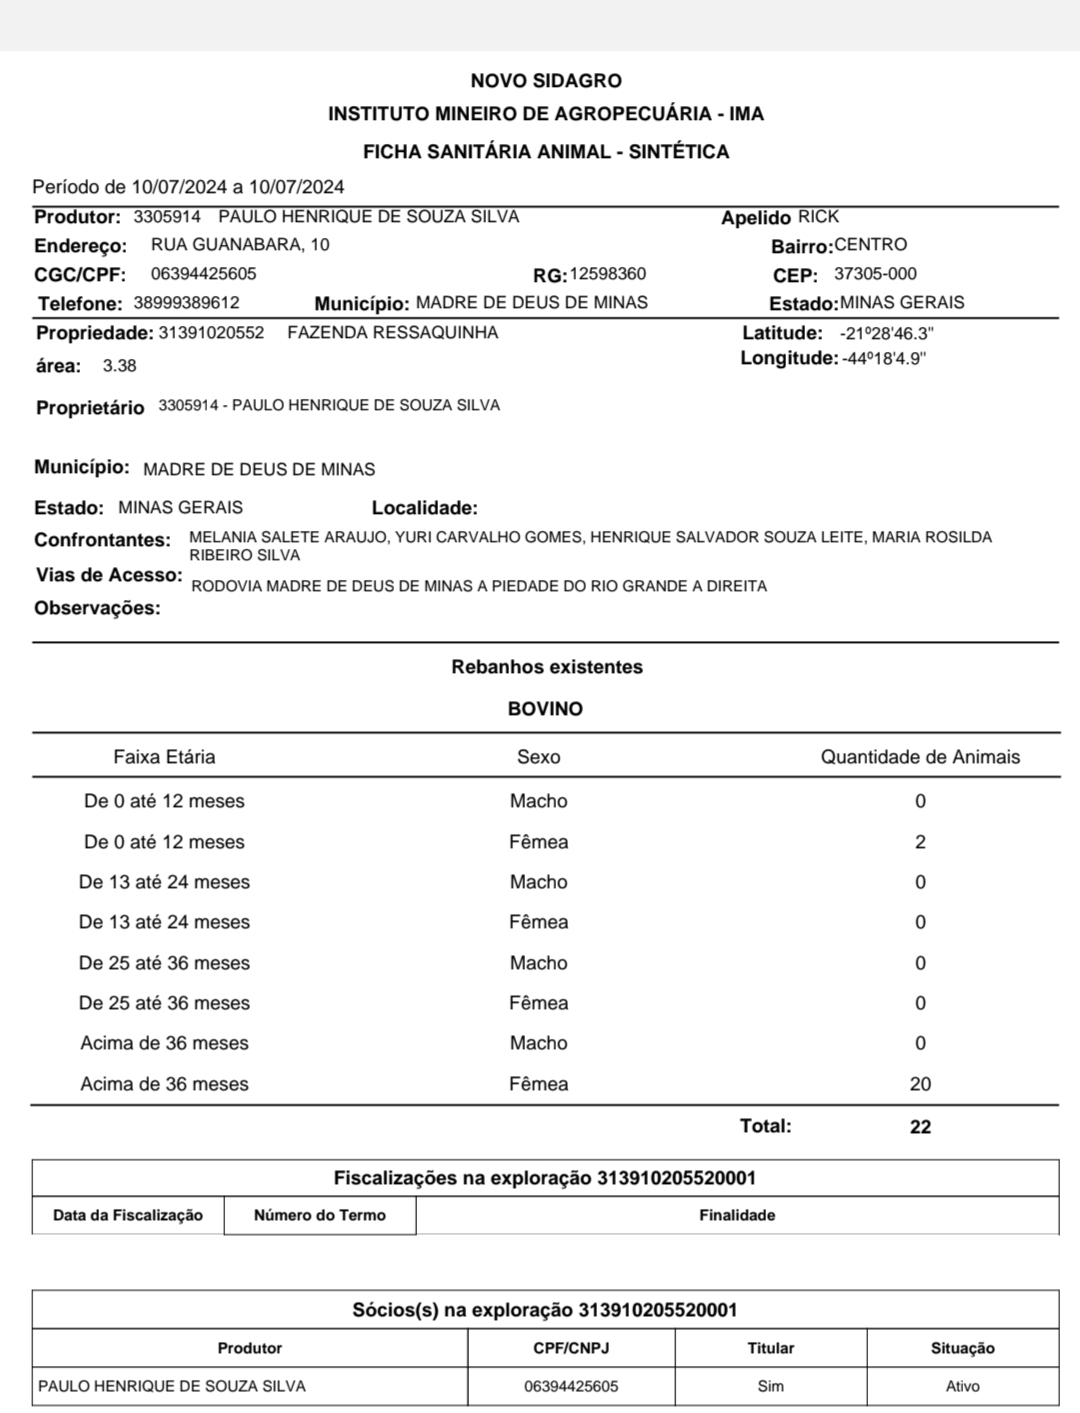 NOVO SIDAGRO
INSTITUTO MINEIRO DE AGROPECUÁRIA - IMA
FICHA SANITÁRIA ANIMAL - SINTÉTICA
Período de 10/07/2024 a 10/07/2024
Produtor: 3305914 PAULO HENRIQUE DE SOUZA SILVA Apelido RICK
Endereço: RUA GUANABARA, 10 Bairro: CENTRO
CGC/CPF: 06394425605 RG: 12598360 CEP: 37305-000
Telefone: 38999389612 Município: MADRE DE DEUS DE MINAS Estado: MINAS GERAIS
Propriedade: 31391020552 FAZENDA RESSAQUINHA Latitude: -21º28'46.3"
área: 3.38 Longitude: -44º18'4.9"
Proprietário 3305914 - PAULO HENRIQUE DE SOUZA SILVA
Município: MADRE DE DEUS DE MINAS
Estado: MINAS GERAIS Localidade:
Confrontantes: MELANIA SALETE ARAUJO, YURI CARVALHO GOMES, HENRIQUE SALVADOR SOUZA LEITE, MARIA ROSILDA
RIBEIRO SILVA
Vias de Acesso: RODOVIA MADRE DE DEUS DE MINAS A PIEDADE DO RIO GRANDE A DIREITA
Observações:
Rebanhos existentes
BOVINO
Faixa Etária Sexo Quantidade de Animais
De 0 até 12 meses Macho 0
De 0 até 12 meses Fêmea 2
De 13 até 24 meses Macho 0
De 13 até 24 meses Fêmea 0
De 25 até 36 meses Macho 0
De 25 até 36 meses Fêmea 0
Acima de 36 meses Macho 0
Acima de 36 meses Fêmea 20
Total: 22
Fiscalizações na exploração 313910205520001
Data da Fiscalização Número do Termo Finalidade
Sócios(s) na exploração 313910205520001
Produtor CPF/CNPJ Titular Situação
PAULO HENRIQUE DE SOUZA SILVA 06394425605 Sim Ativo